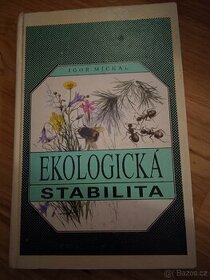 IGOR MÍCHAL
EKOLOGICKÁ
STABILITA
Bazos.cz